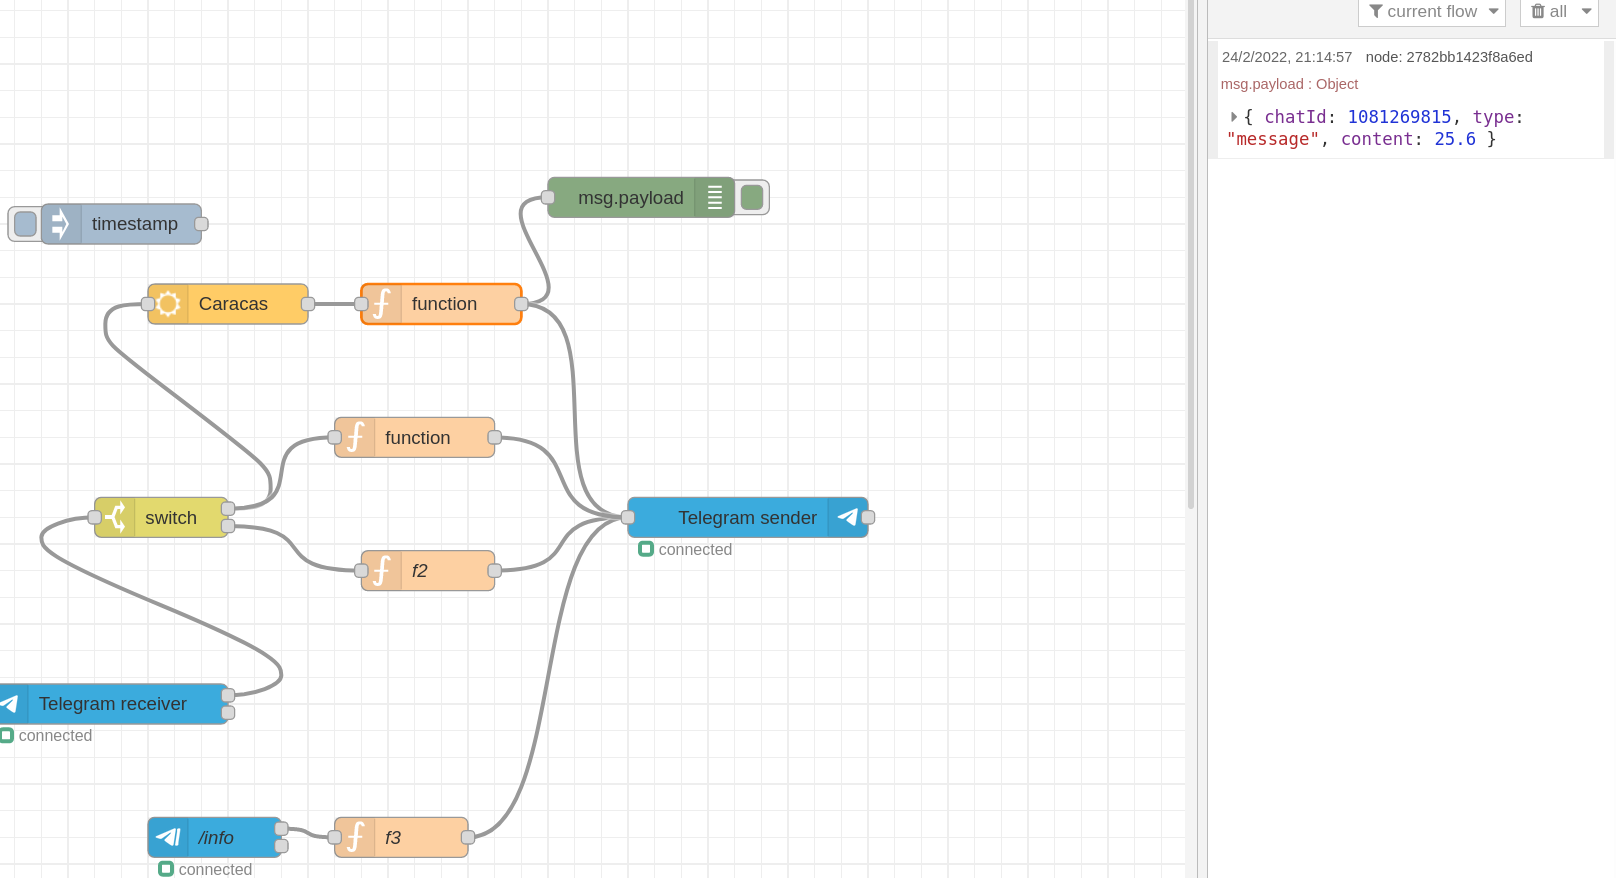 current flow
all
24/2/2022, 21:14:57 node: 2782bb1423f8a6ed
msg.payload : Object
{ chatId: 1081269815, type:
"message", content: 25.6 }
msg.payload
timestamp
Caracas
function
function
switch
Telegram sender
connected
f2
Telegram receiver
connected
/info
f3
connected